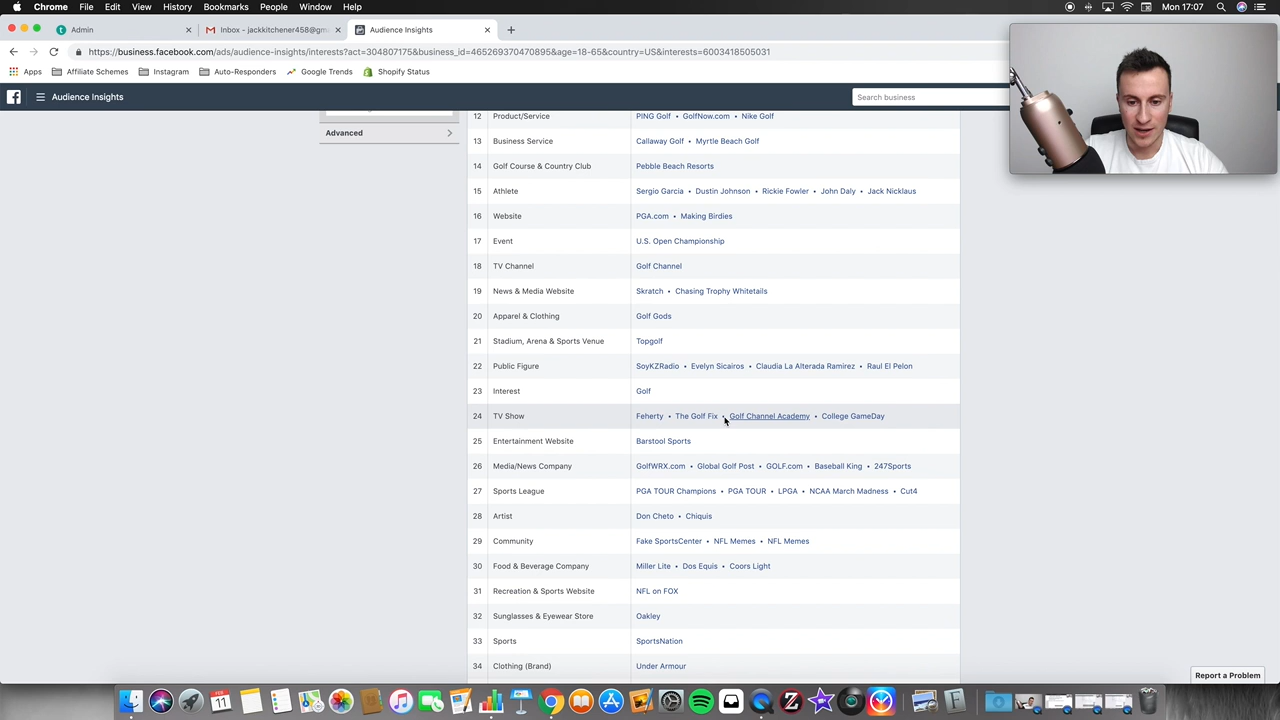 Chrome File Edit View History Bookmarks People Window Help Mon 17:07
Admin Inbox - jackkitchener458@gm Audience Insights
https://business.facebook.com/ads/audience-insights/interests?act=304807175&business_id=465269370470895&age=18-65&country=US&interests=6003418505031
Apps Affiliate Schemes Instagram Auto-Responders Google Trends Shopify Status
Audience Insights Search business
Advanced
12 Product/Service PING Golf • GolfNow.com • Nike Golf
13 Business Service Callaway Golf • Myrtle Beach Golf
14 Golf Course & Country Club Pebble Beach Resorts
15 Athlete Sergio Garcia • Dustin Johnson • Rickie Fowler • John Daly • Jack Nicklaus
16 Website PGA.com • Making Birdies
17 Event U.S. Open Championship
18 TV Channel Golf Channel
19 News & Media Website Skratch • Chasing Trophy Whitetails
20 Apparel & Clothing Golf Gods
21 Stadium, Arena & Sports Venue Topgolf
22 Public Figure SoyKZRadio • Evelyn Sicairos • Claudia La Alterada Ramirez • Raul El Pelon
23 Interest Golf
24 TV Show Feherty • The Golf Fix • Golf Channel Academy • College GameDay
25 Entertainment Website Barstool Sports
26 Media/News Company GolfWRX.com • Global Golf Post • GOLF.com • Baseball King • 247Sports
27 Sports League PGA TOUR Champions • PGA TOUR • LPGA • NCAA March Madness • Cut4
28 Artist Don Cheto • Chiquis
29 Community Fake SportsCenter • NFL Memes • NFL Memes
30 Food & Beverage Company Miller Lite • Dos Equis • Coors Light
31 Recreation & Sports Website NFL on FOX
32 Sunglasses & Eyewear Store Oakley
33 Sports SportsNation
34 Clothing (Brand) Under Armour
Report a Problem